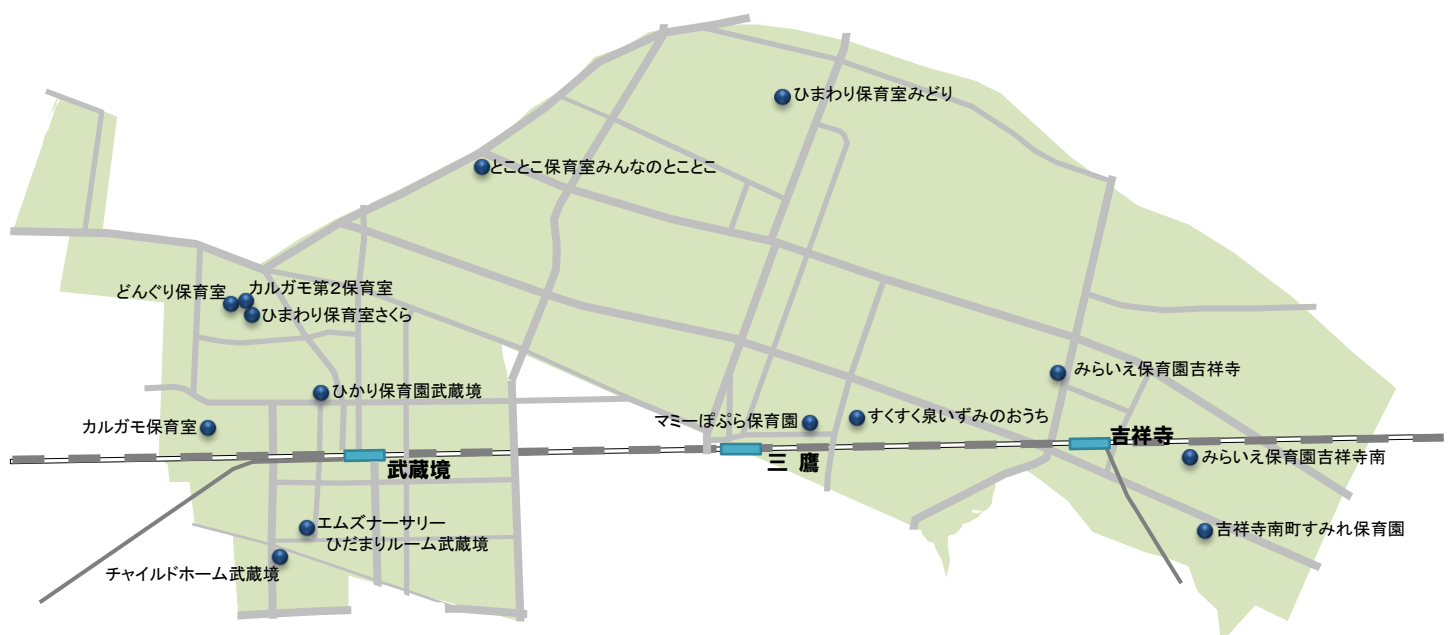 ひまわり保育室みどり
とことこ保育室みんなのとことこ
カルガモ第2保育室
どんぐり保育室
ひまわり保育室さくら
みらいえ保育園吉祥寺
ひかり保育園武蔵境
すくすく泉いずみのおうち
マミーぽぷら保育園
カルガモ保育室
吉祥寺
みらいえ保育園吉祥寺南
三 鷹
武蔵境
エムズナーサリー
ひだまりルーム武蔵境
吉祥寺南町すみれ保育園
チャイルドホーム武蔵境